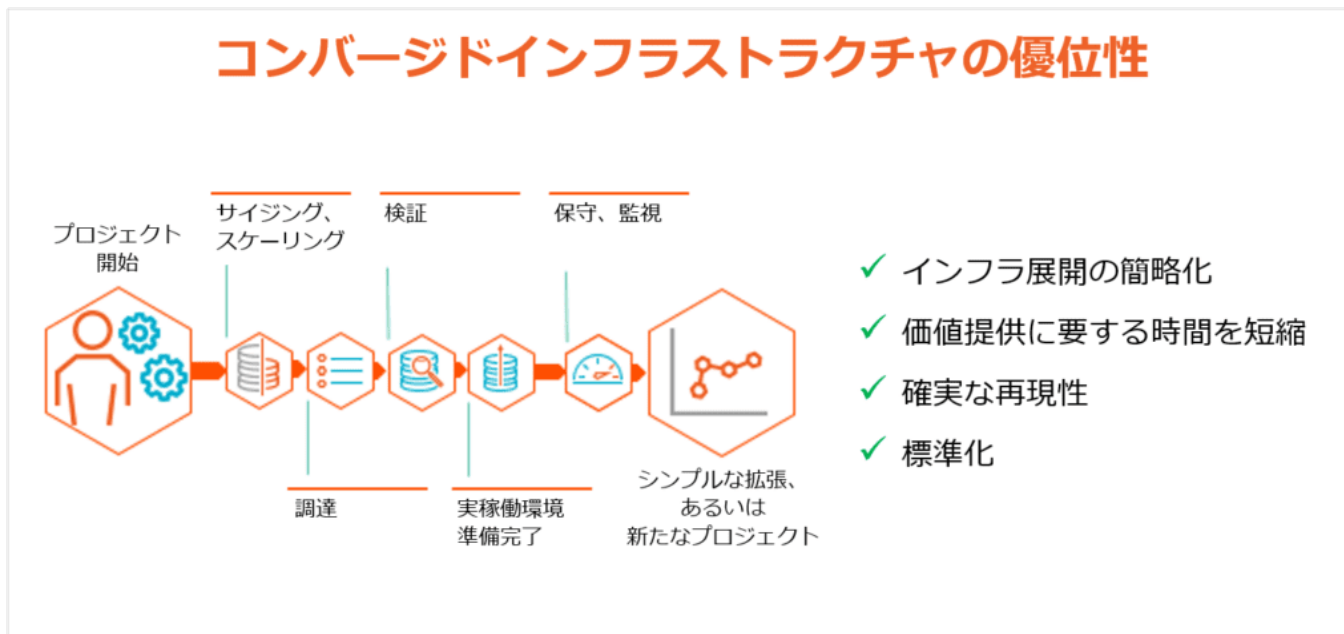 コンバージドインフラストラクチャの優位性
プロジェクト
開始
サイジング、
スケーリング
調達
検証
実稼働環境
準備完了
保守、監視
シンプルな拡張、
あるいは
新たなプロジェクト
インフラ展開の簡略化
価値提供に要する時間を短縮
確実な再現性
標準化